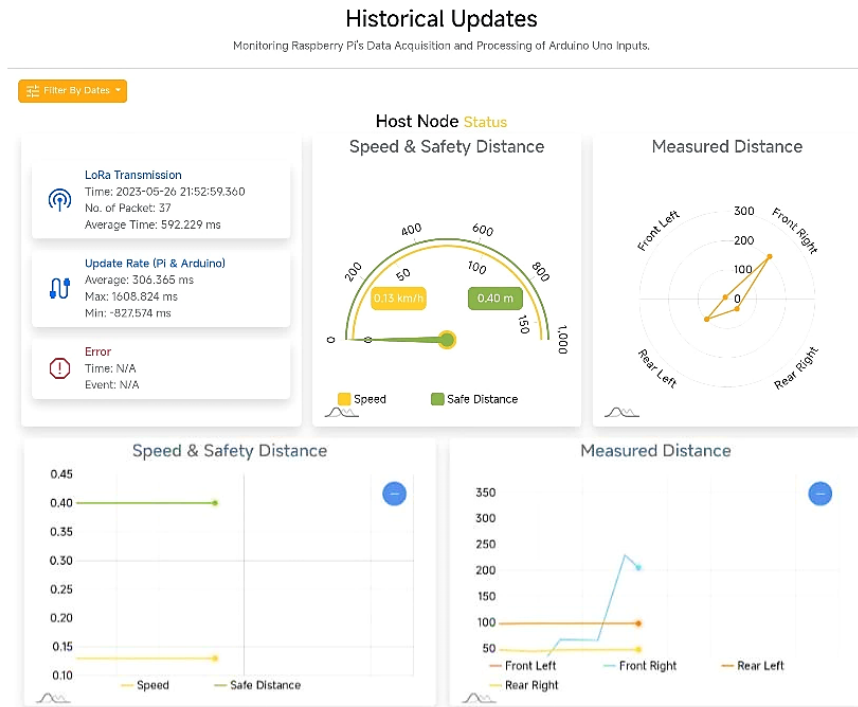 Historical Updates
Monitoring Raspberry Pi's Data Acquisition and Processing of Arduino Uno Inputs.
Filter By Dates
Host Node Status
LoRa Transmission
Time: 2023-05-26 21:52:59.360
No. of Packet: 37
Average Time: 592.229 ms
Update Rate (Pi & Arduino)
Average: 306.365 ms
Max: 1608.824 ms
Min: -827.574 ms
Error
Time: N/A
Event: N/A
Speed & Safety Distance
0
200
400
600
800
1,000
0
50
100
150
0.13 km/h
0.40 m
Speed
Safe Distance
Measured Distance
Front Left
Front Right
Rear Left
Rear Right
300
200
100
0
Speed & Safety Distance
0.45
0.40
0.35
0.30
0.25
0.20
0.15
0.10
Speed
Safe Distance
Measured Distance
350
300
250
200
150
100
50
Front Left
Front Right
Rear Left
Rear Right